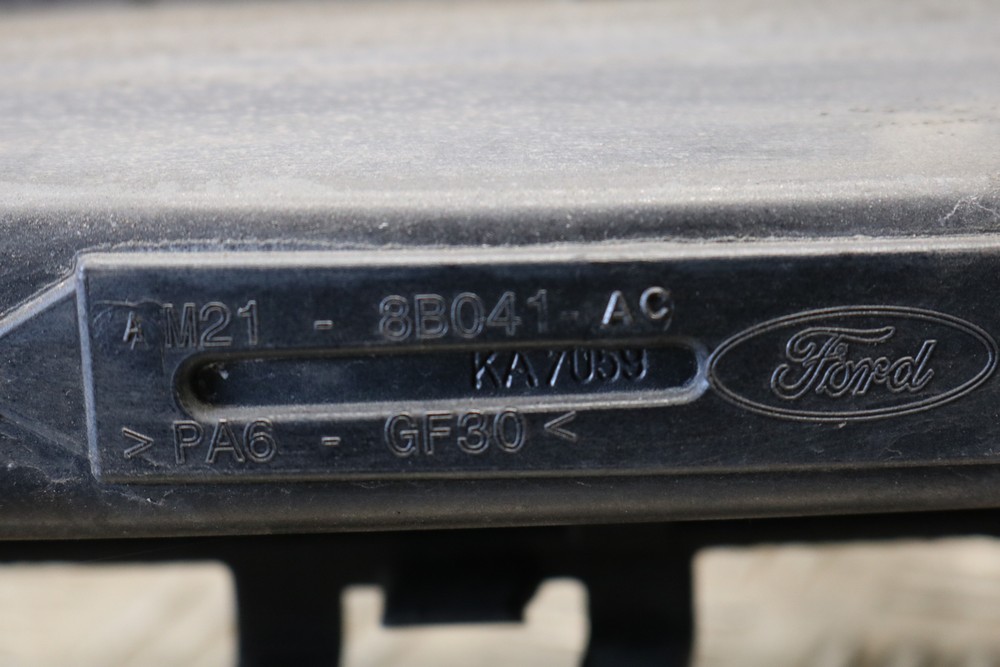 AM21 - 8B041-AC
KA7059
>PA6 - GF30<
Ford